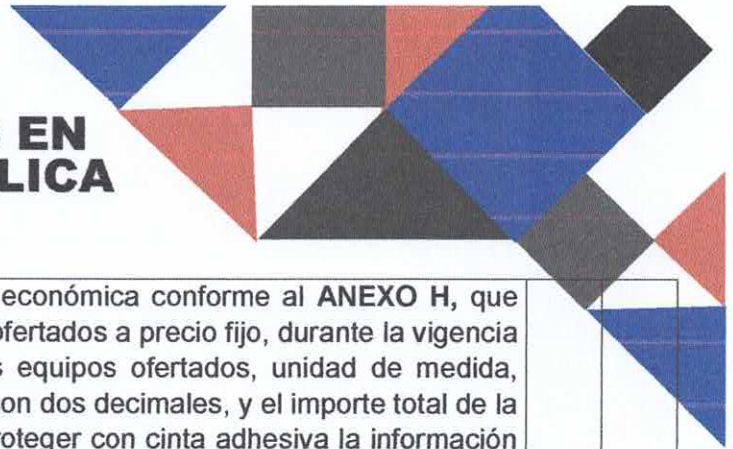 EN
LICA
económica conforme al ANEXO H, que
ofertados a precio fijo, durante la vigencia
s equipos ofertados, unidad de medida,
on dos decimales, y el importe total de la
roteger con cinta adhesiva la información